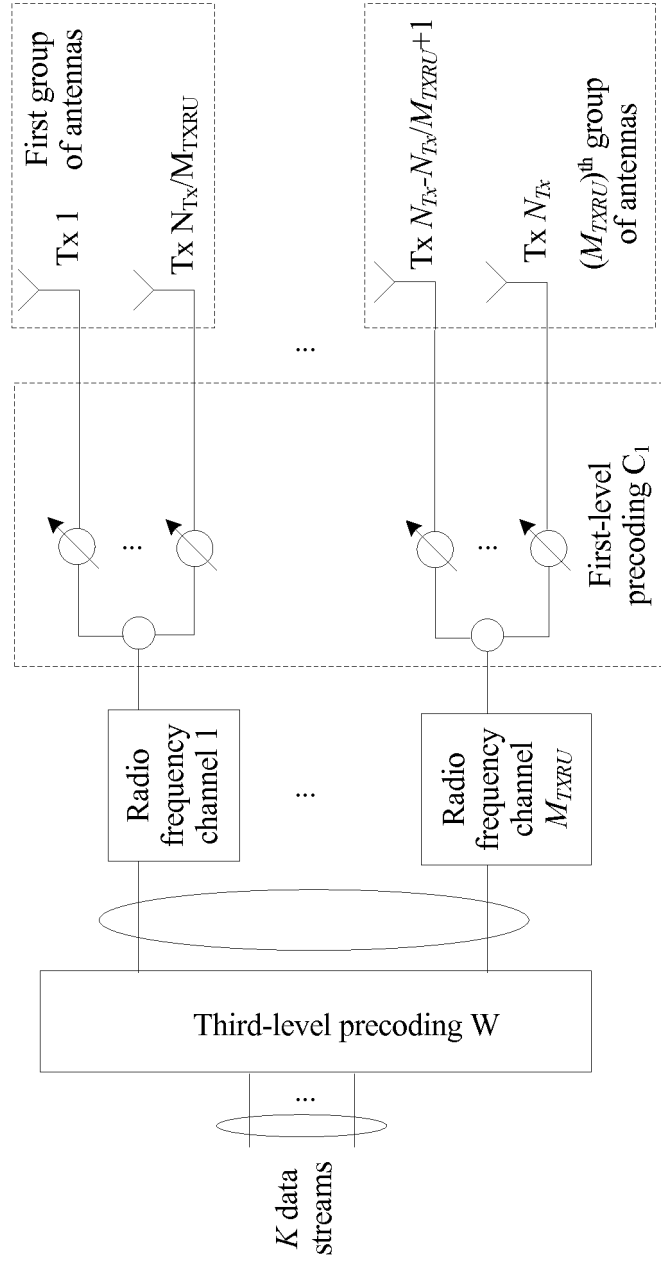 K data
streams
...
Third-level precoding W
Radio
frequency
channel 1
...
Radio
frequency
channel
M_TXRU
...
...
First-level
precoding C₁
...
First group
of antennas
Tx 1
Tx N_Tx/M_TXRU
Tx N_Tx-N_Tx/M_TXRU+1
Tx N_Tx
(M_TXRU)ᵗʰ group
of antennas